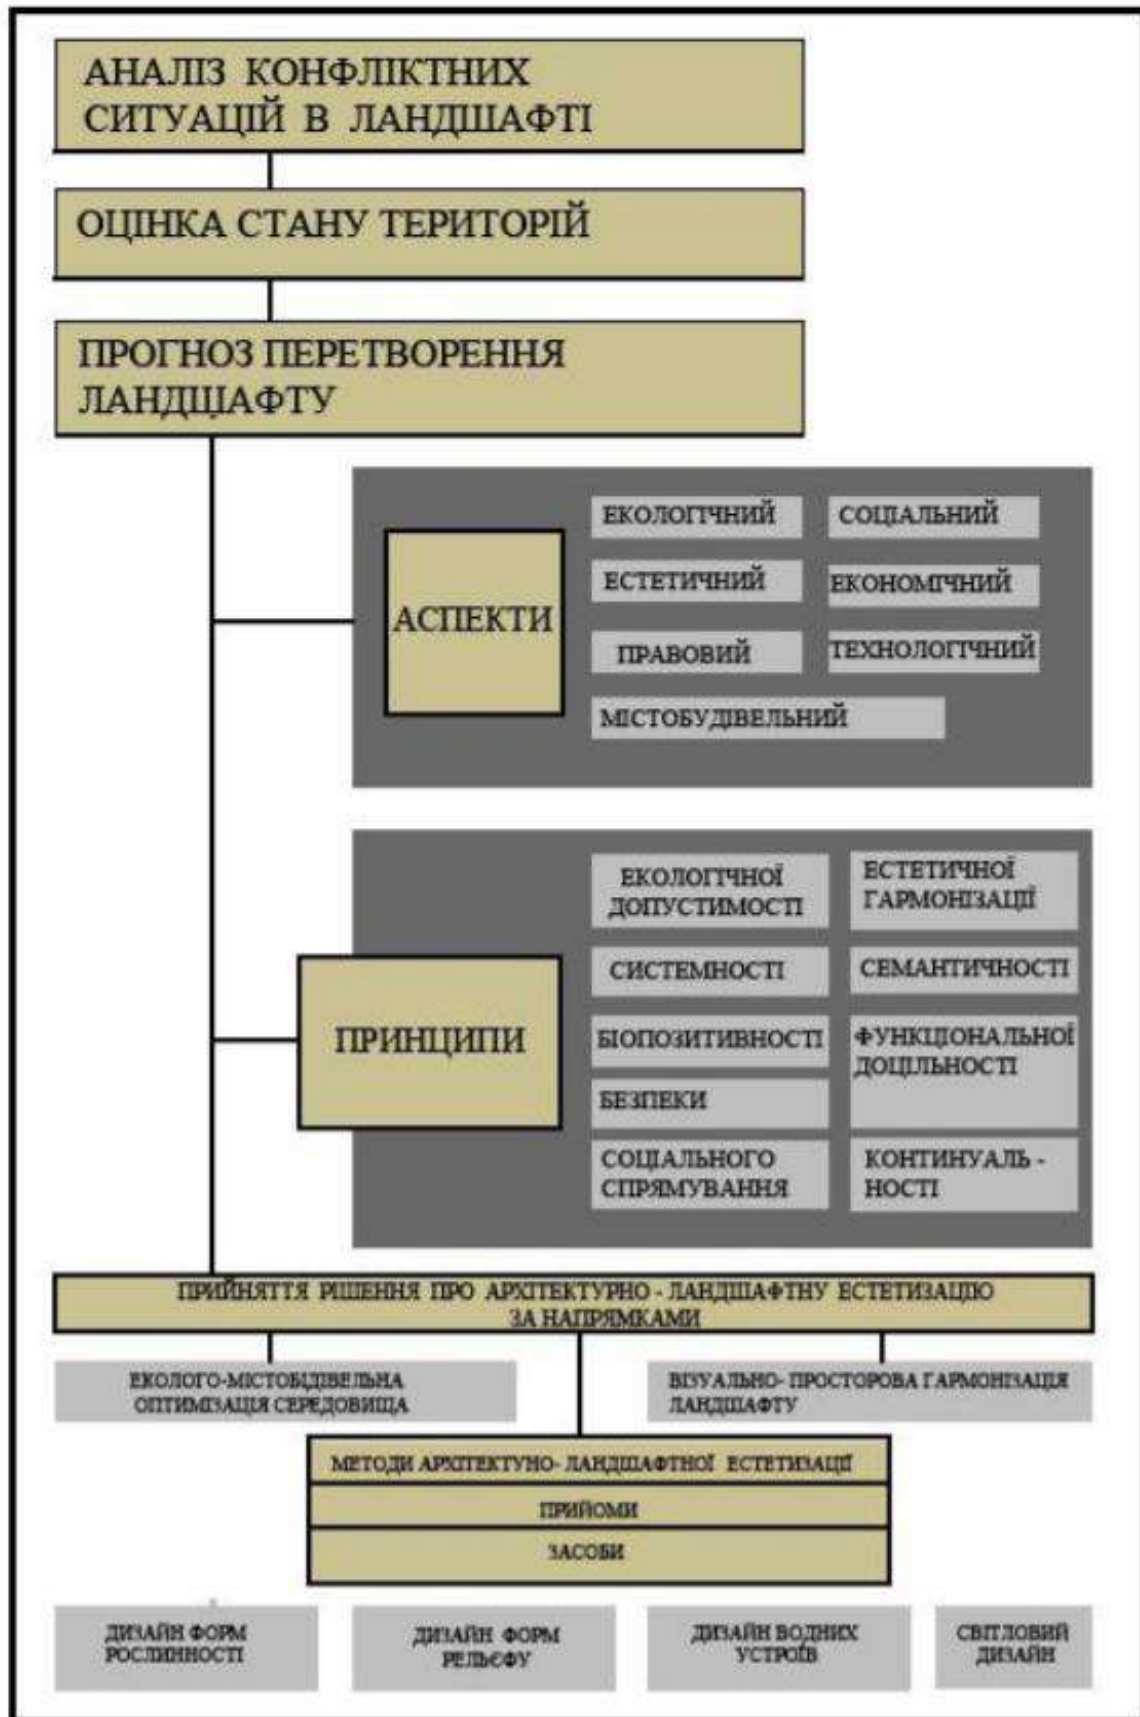 АНАЛІЗ КОНФЛІКТНИХ
СИТУАЦІЙ В ЛАНДШАФТІ
ОЦІНКА СТАНУ ТЕРИТОРІЙ
ПРОГНОЗ ПЕРЕТВОРЕННЯ
ЛАНДШАФТУ
АСПЕКТИ
ЕКОЛОГІЧНИЙ
СОЦІАЛЬНИЙ
ЕСТЕТИЧНИЙ
ЕКОНОМІЧНИЙ
ПРАВОВИЙ
ТЕХНОЛОГІЧНИЙ
МІСТОБУДІВЕЛЬНИЙ
ПРИНЦИПИ
ЕКОЛОГІЧНОЇ
ДОПУСТИМОСТІ
ЕСТЕТИЧНОЇ
ГАРМОНІЗАЦІЇ
СИСТЕМНОСТІ
СЕМАНТИЧНОСТІ
БІОПОЗИТИВНОСТІ
ФУНКЦІОНАЛЬНОЇ
ДОЦІЛЬНОСТІ
БЕЗПЕКИ
СОЦІАЛЬНОГО
СПРЯМУВАННЯ
КОНТИНУАЛЬ -
НОСТІ
ПРИЙНЯТТЯ РІШЕННЯ ПРО АРХІТЕКТУРНО - ЛАНДШАФТНУ ЕСТЕТИЗАЦІЮ
ЗА НАПРЯМКАМИ
ЕКОЛОГО-МІСТОБІДІВЕЛЬНА
ОПТИМІЗАЦІЯ СЕРЕДОВИЩА
ВІЗУАЛЬНО- ПРОСТОРОВА ГАРМОНІЗАЦІЯ
ЛАНДШАФТУ
МЕТОДИ АРХІТЕКТУНО- ЛАНДШАФТНОЇ ЕСТЕТИЗАЦІЇ
ПРИЙОМИ
ЗАСОБИ
ДИЗАЙН ФОРМ
РОСЛИННОСТІ
ДИЗАЙН ФОРМ
РЕЛЬЄФУ
ДИЗАЙН ВОДНИХ
УСТРОЇВ
СВІТЛОВИЙ
ДИЗАЙН